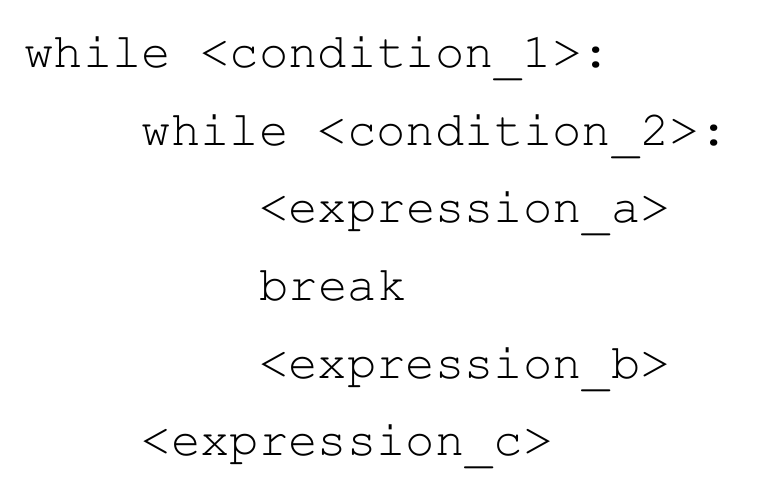 while <condition_1>:
    while <condition_2>:
        <expression_a>
        break
        <expression_b>
    <expression_c>